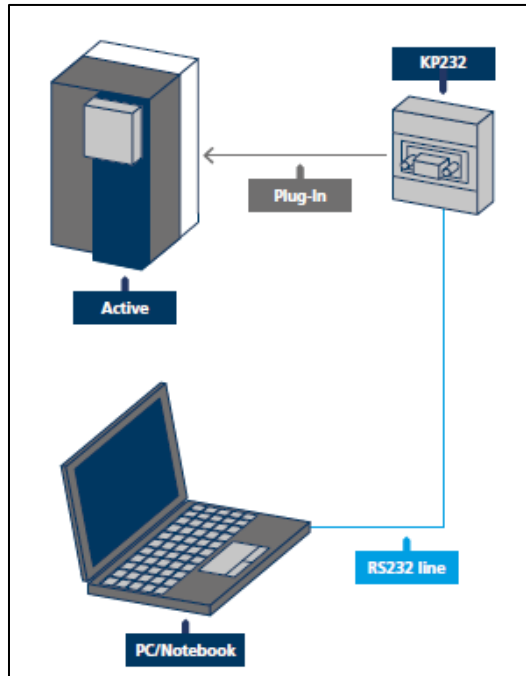 KP232
Plug-In
Active
RS232 line
PC/Notebook